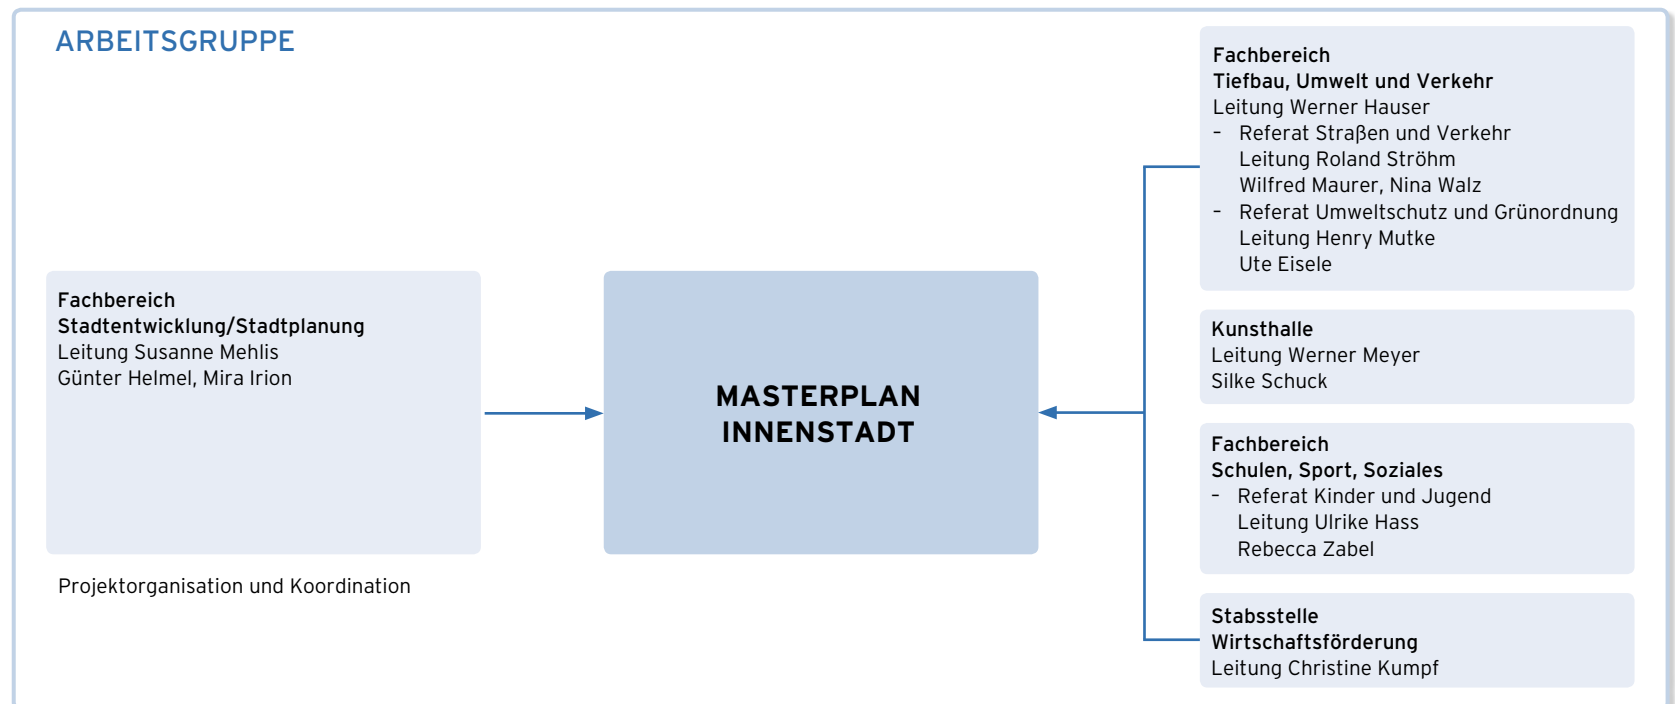 ARBEITSGRUPPE
Fachbereich
Stadtentwicklung/Stadtplanung
Leitung Susanne Mehlis
Günter Helmel, Mira Irion
Projektorganisation und Koordination
MASTERPLAN
INNENSTADT
Fachbereich
Tiefbau, Umwelt und Verkehr
Leitung Werner Hauser
- Referat Straßen und Verkehr
Leitung Roland Ströhm
Wilfred Maurer, Nina Walz
- Referat Umweltschutz und Grünordnung
Leitung Henry Mutke
Ute Eisele
Kunsthalle
Leitung Werner Meyer
Silke Schuck
Fachbereich
Schulen, Sport, Soziales
- Referat Kinder und Jugend
Leitung Ulrike Hass
Rebecca Zabel
Stabsstelle
Wirtschaftsförderung
Leitung Christine Kumpf